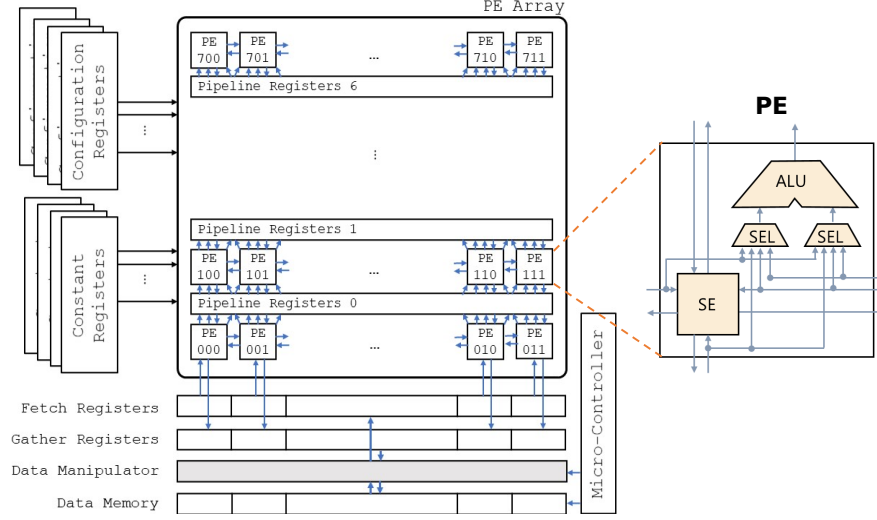 PE Array
PE
700
PE
701
...
PE
710
PE
711
Pipeline Registers 6
Configuration
Registers
...
...
Pipeline Registers 1
PE
100
PE
101
...
PE
110
PE
111
Pipeline Registers 0
Constant
Registers
...
PE
000
PE
001
...
PE
010
PE
011
Fetch Registers
Gather Registers
Data Manipulator
Data Memory
Micro-Controller
PE
ALU
SEL
SEL
SE